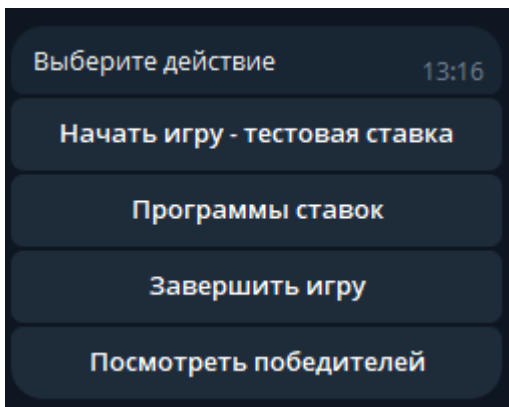 Выберите действие
13:16
Начать игру - тестовая ставка
Программы ставок
Завершить игру
Посмотреть победителей